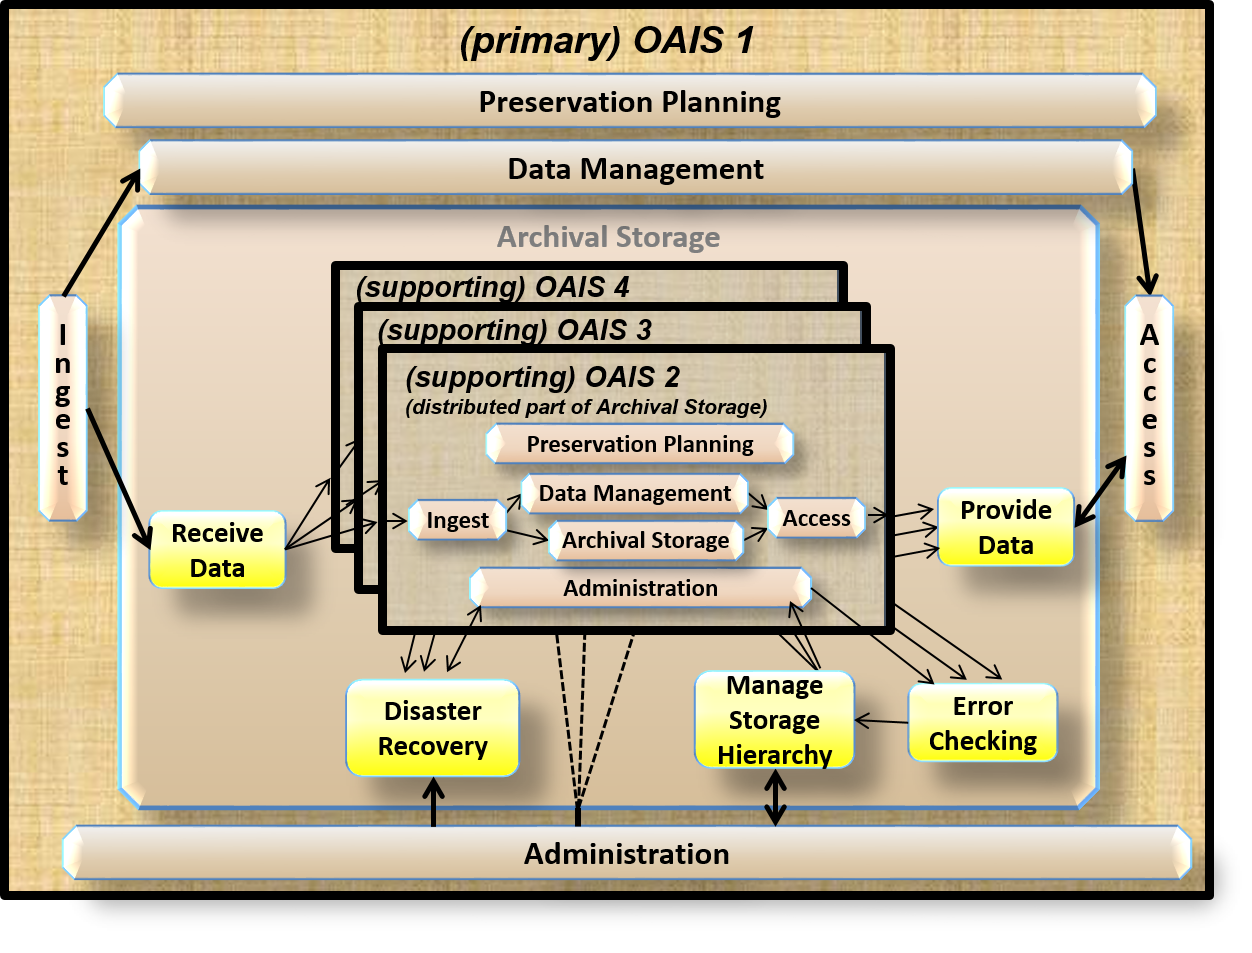 (primary) OAIS 1
Preservation Planning
Data Management
Archival Storage
(supporting) OAIS 4
(supporting) OAIS 3
(supporting) OAIS 2
(distributed part of Archival Storage)
Preservation Planning
Data Management
Ingest
Access
Archival Storage
Administration
Ingest
Access
Receive
Data
Provide
Data
Disaster
Recovery
Manage
Storage
Hierarchy
Error
Checking
Administration